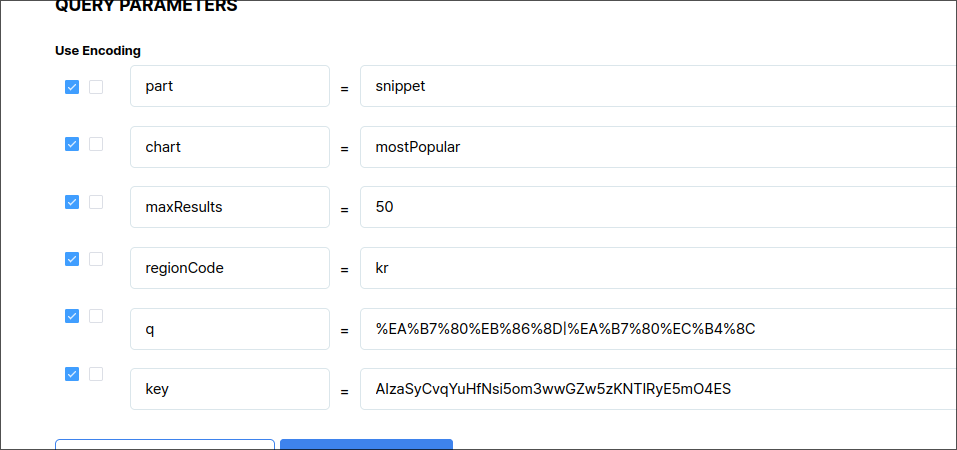 QUERY PARAMETERS
Use Encoding
part = snippet
chart = mostPopular
maxResults = 50
regionCode = kr
q = %EA%B7%80%EB%86%8D|%EA%B7%80%EC%B4%8C
key = AIzaSyCvqYuHfNsi5om3wwGZw5zKNTIRyE5mO4ES